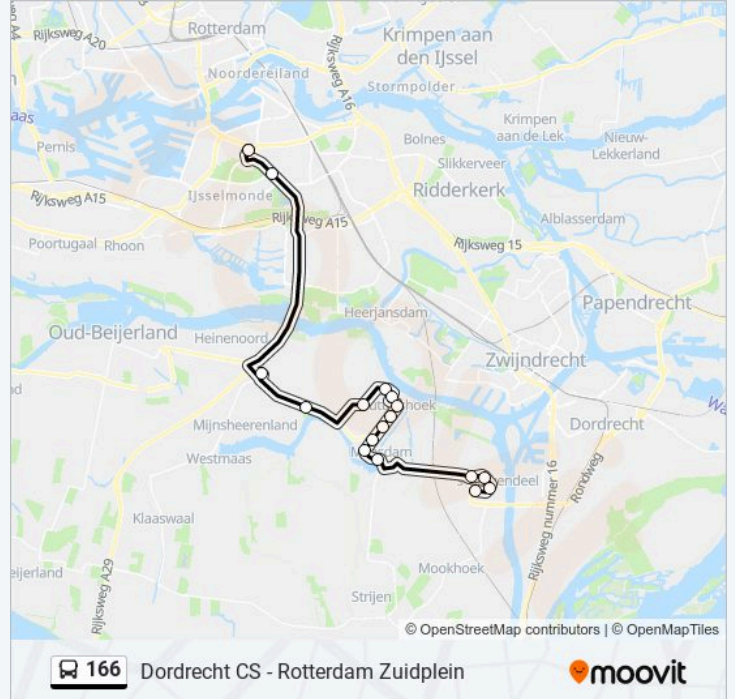 Rijksweg A4
Rijksweg A20
Rotterdam
Krimpen aan
den IJssel
Noordereiland
Rijksweg A16
Stormpolder
Krimpen
aan de Lek
Nieuw-
Lekkerland
Bolnes
Slikkerveer
Pernis
Ridderkerk
IJsselmonde
Rijksweg A15
Rijksweg A15
Alblasserdam
Poortugaal
Rhoon
Rijksweg 15
Papendrecht
Heerjansdam
Oud-Beijerland
Heinenoord
Zwijndrecht
Mijnsheerenland
Dordrecht
Westmaas
Rijksweg nummer 16
Rondweg
Klaaswaal
Rijksweg A29
Mookhoek
Strijen
© OpenStreetMap contributors | © OpenMapTiles
166 Dordrecht CS - Rotterdam Zuidplein
moovit